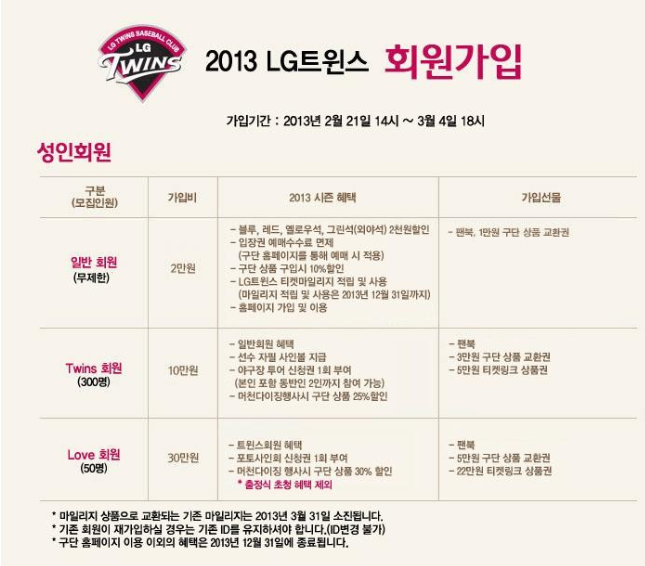 LG TWINS BASEBALL CLUB
LG
TWINS
2013 LG트윈스 회원가입
가입기간 : 2013년 2월 21일 14시 ~ 3월 4일 18시
성인회원
구분
(모집인원)
가입비
2013 시즌 혜택
가입선물
일반 회원
(무제한)
2만원
- 블루, 레드, 옐로우석, 그린석(외야석) 2천원할인
- 입장권 예매수수료 면제
(구단 홈페이지를 통해 예매 시 적용)
- 구단 상품 구입시 10%할인
- LG트윈스 티켓마일리지 적립 및 사용
(마일리지 적립 및 사용은 2013년 12월 31일까지)
- 홈페이지 가입 및 이용
- 팬북. 1만원 구단 상품 교환권
Twins 회원
(300명)
10만원
- 일반회원 혜택
- 선수 자필 사인볼 지급
- 야구장 투어 신청권 1회 부여
(본인 포함 동반인 2인까지 참여 가능)
- 머천다이징행사시 구단 상품 25%할인
- 팬북
- 3만원 구단 상품 교환권
- 5만원 티켓링크 상품권
Love 회원
(50명)
30만원
- 트윈스회원 혜택
- 포토사인회 신청권 1회 부여
- 머천다이징 행사시 구단 상품 30% 할인
* 출정식 초청 혜택 제외
- 팬북
- 5만원 구단 상품 교환권
- 22만원 티켓링크 상품권
* 마일리지 상품으로 교환되는 기존 마일리지는 2013년 3월 31일 소진됩니다.
* 기존 회원이 재가입하실 경우는 기존 ID를 유지하셔야 합니다.(ID변경 불가)
* 구단 홈페이지 이용 이외의 혜택은 2013년 12월 31일에 종료됩니다.